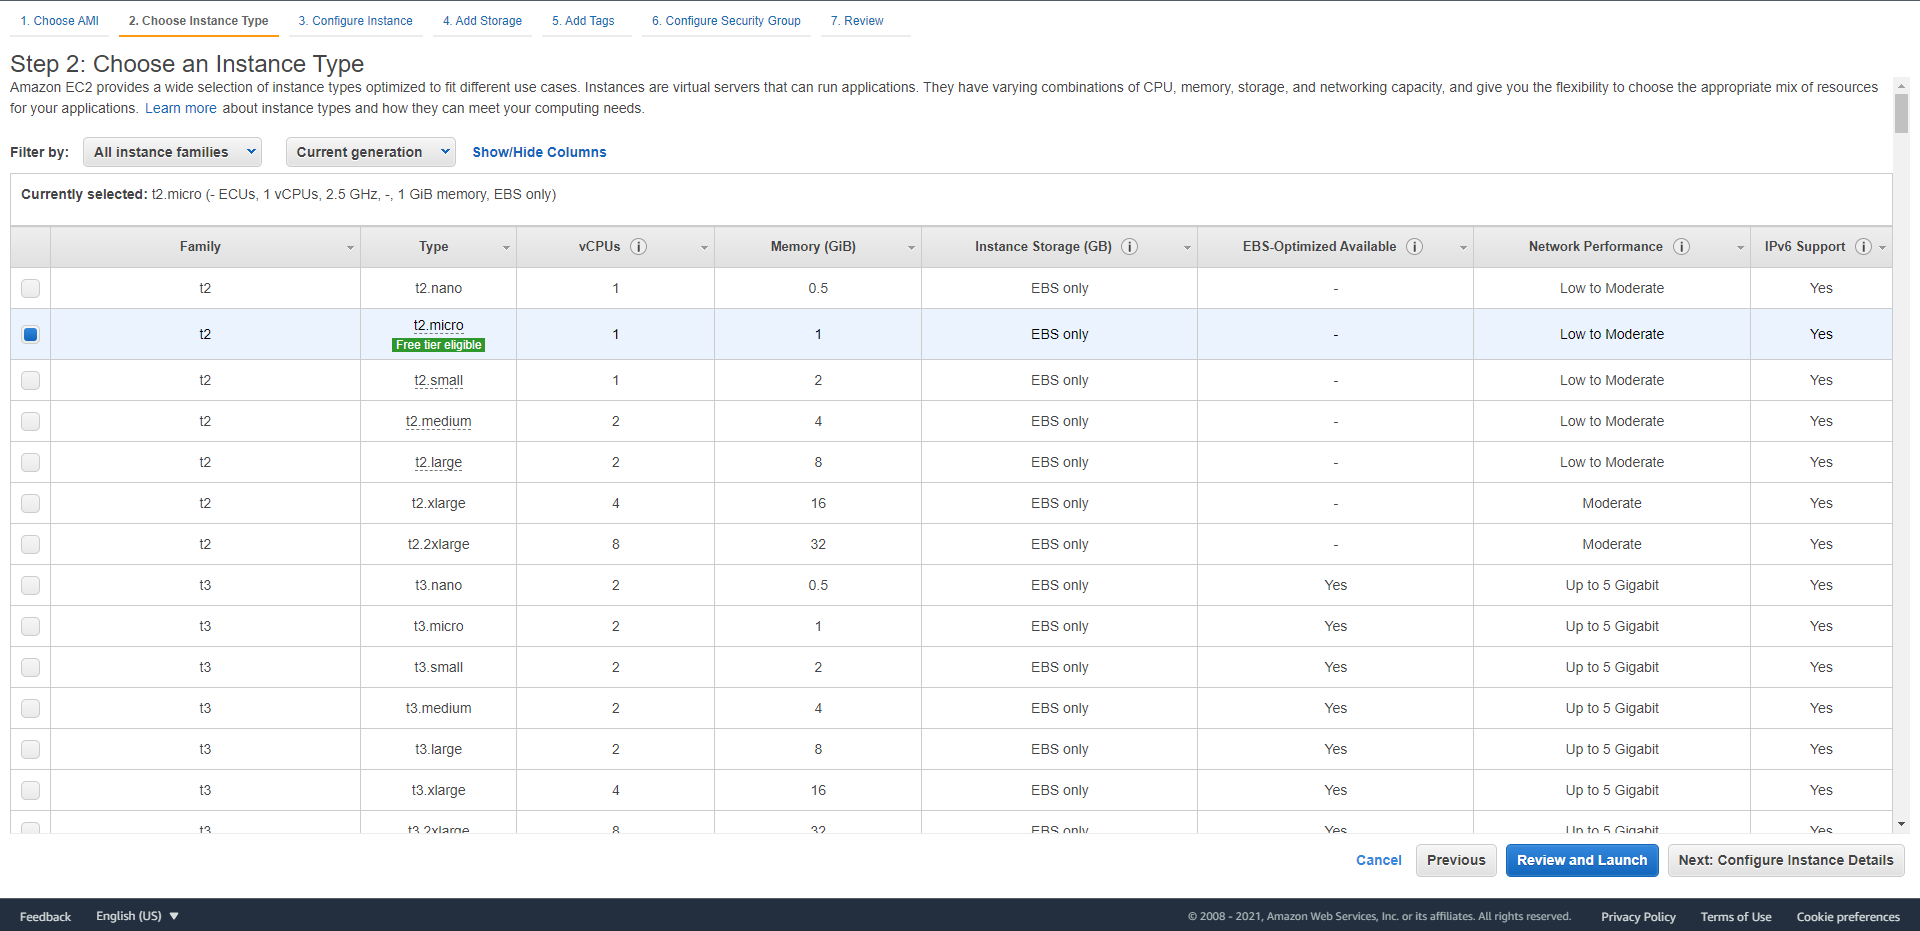 1. Choose AMI 2. Choose Instance Type 3. Configure Instance 4. Add Storage 5. Add Tags 6. Configure Security Group 7. Review
Step 2: Choose an Instance Type
Amazon EC2 provides a wide selection of instance types optimized to fit different use cases. Instances are virtual servers that can run applications. They have varying combinations of CPU, memory, storage, and networking capacity, and give you the flexibility to choose the appropriate mix of resources
for your applications. Learn more about instance types and how they can meet your computing needs.
Filter by: All instance families Current generation Show/Hide Columns
Currently selected: t2.micro (- ECUs, 1 vCPUs, 2.5 GHz, -, 1 GiB memory, EBS only)
Family Type vCPUs Memory (GiB) Instance Storage (GB) EBS-Optimized Available Network Performance IPv6 Support
t2 t2.nano 1 0.5 EBS only - Low to Moderate Yes
t2 t2.micro Free tier eligible 1 1 EBS only - Low to Moderate Yes
t2 t2.small 1 2 EBS only - Low to Moderate Yes
t2 t2.medium 2 4 EBS only - Low to Moderate Yes
t2 t2.large 2 8 EBS only - Low to Moderate Yes
t2 t2.xlarge 4 16 EBS only - Moderate Yes
t2 t2.2xlarge 8 32 EBS only - Moderate Yes
t3 t3.nano 2 0.5 EBS only Yes Up to 5 Gigabit Yes
t3 t3.micro 2 1 EBS only Yes Up to 5 Gigabit Yes
t3 t3.small 2 2 EBS only Yes Up to 5 Gigabit Yes
t3 t3.medium 2 4 EBS only Yes Up to 5 Gigabit Yes
t3 t3.large 2 8 EBS only Yes Up to 5 Gigabit Yes
t3 t3.xlarge 4 16 EBS only Yes Up to 5 Gigabit Yes
t3 t3.2xlarge 8 32 EBS only Yes Up to 5 Gigabit Yes
Cancel Previous Review and Launch Next: Configure Instance Details
Feedback English (US) © 2008 - 2021, Amazon Web Services, Inc. or its affiliates. All rights reserved. Privacy Policy Terms of Use Cookie preferences